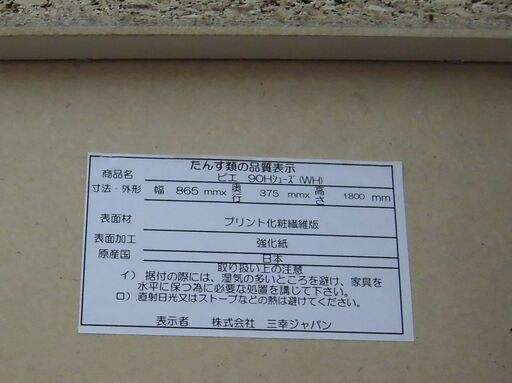 たんす類の品質表示
商品名 ピエ 90Hシューズ(WH)
寸法・外形 幅 865 mmx 奥行 375 mmx 高さ 1800 mm
表面材 プリント化粧繊維版
表面加工 強化紙
原産国 日本
取り扱い上の注意
イ) 据付の際には、湿気の多いところを避け、家具を
水平に保つ為に必要な処置を講じて下さい。
ロ) 直射日光又はストーブなどの熱は避けてください。
表示者 株式会社 三幸ジャパン